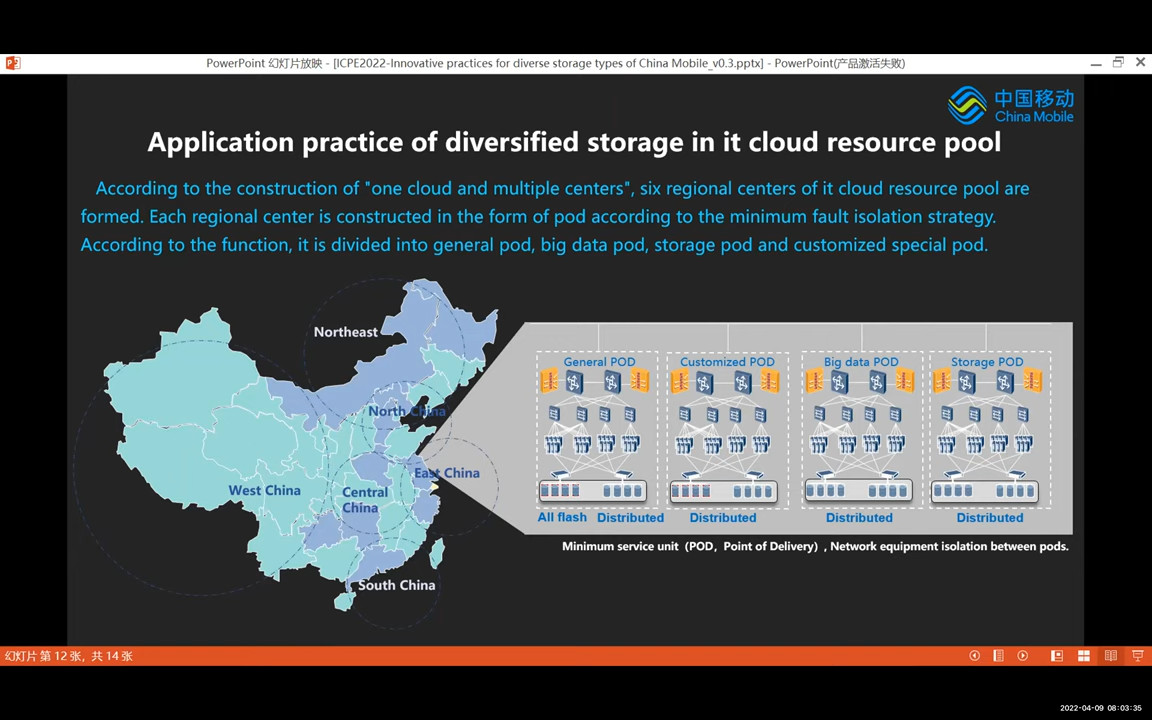 PowerPoint 幻灯片放映 - [ICPE2022-Innovative practices for diverse storage types of China Mobile_v0.3.pptx] - PowerPoint(产品激活失败)
中国移动
China Mobile
Application practice of diversified storage in it cloud resource pool
According to the construction of "one cloud and multiple centers", six regional centers of it cloud resource pool are
formed. Each regional center is constructed in the form of pod according to the minimum fault isolation strategy.
According to the function, it is divided into general pod, big data pod, storage pod and customized special pod.
Northeast
North China
East China
West China
Central
China
South China
General POD
Customized POD
Big data POD
Storage POD
All flash
Distributed
Distributed
Distributed
Distributed
Minimum service unit（POD，Point of Delivery）, Network equipment isolation between pods.
幻灯片 第 12 张，共 14 张
2022-04-09 08:03:35